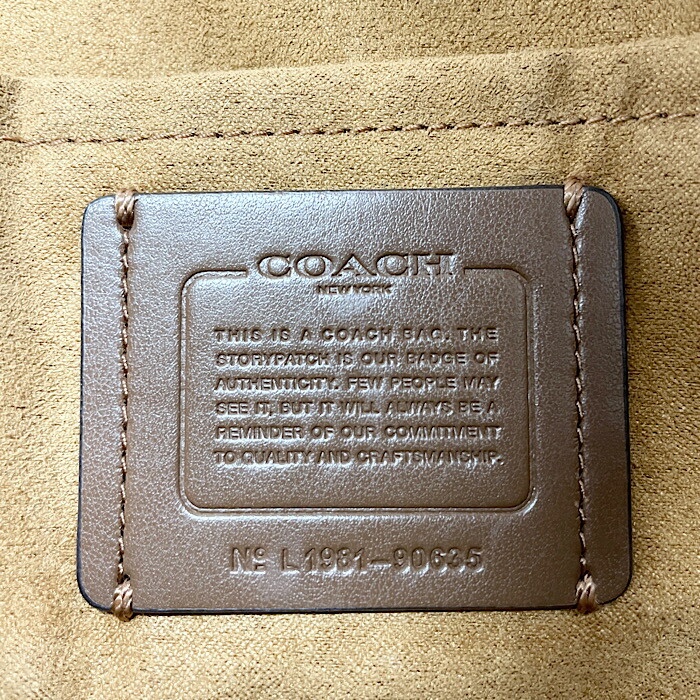 COACH
NEW YORK
THIS IS A COACH BAG. THE
STORYPATCH IS OUR BADGE OF
AUTHENTICITY. FEW PEOPLE MAY
SEE IT, BUT IT WILL ALWAYS BE A
REMINDER OF OUR COMMITMENT
TO QUALITY AND CRAFTSMANSHIP.
Nº L1981-90635